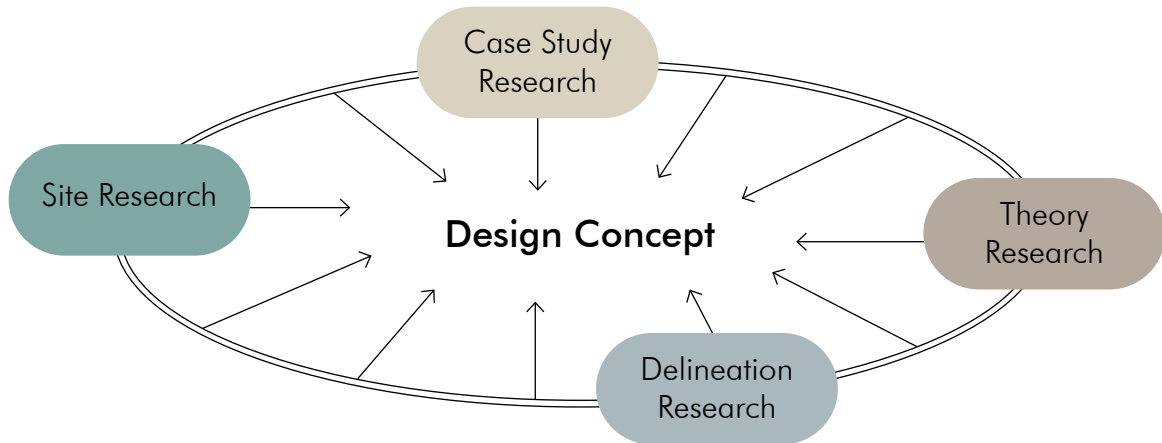 Case Study
Research
Site Research
Design Concept
Theory
Research
Delineation
Research